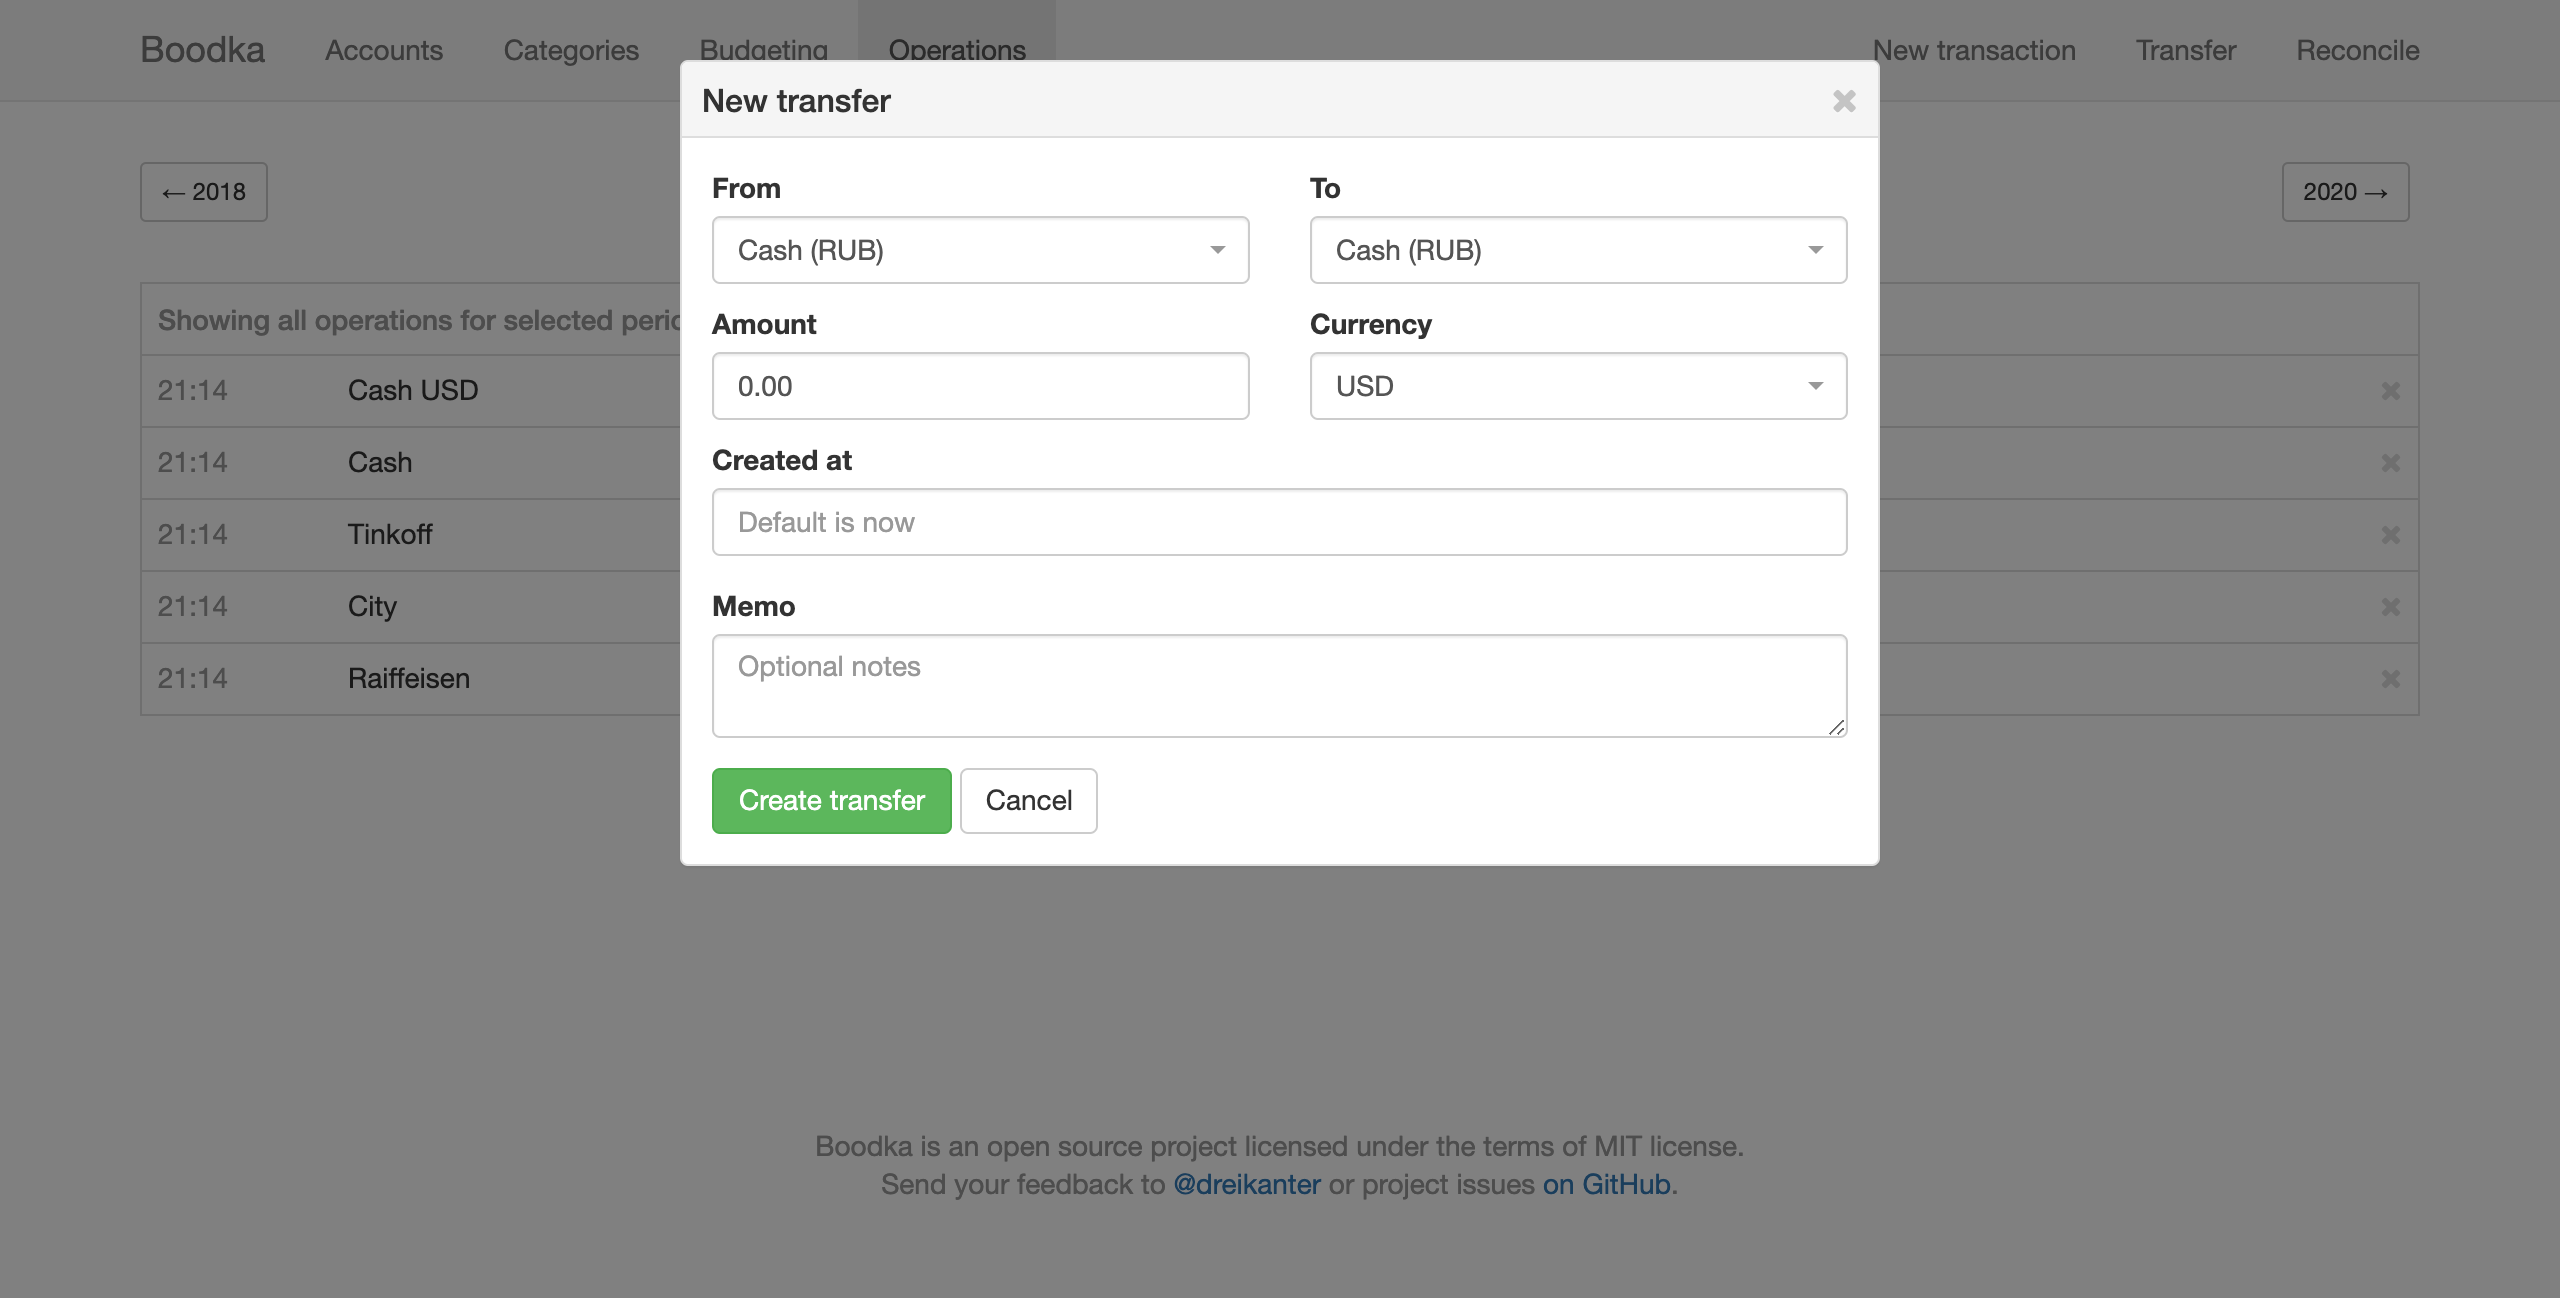 Boodka Accounts Categories Budgeting Operations New transaction Transfer Reconcile
New transfer
← 2018
2020 →
From To
Cash (RUB) Cash (RUB)
Showing all operations for selected
Amount Currency
0.00 USD
21:14 Cash USD
21:14 Cash
21:14 Tinkoff
21:14 City
21:14 Raiffeisen
Created at
Default is now
Memo
Optional notes
Create transfer Cancel
Boodka is an open source project licensed under the terms of MIT license.
Send your feedback to @dreikanter or project issues on GitHub.